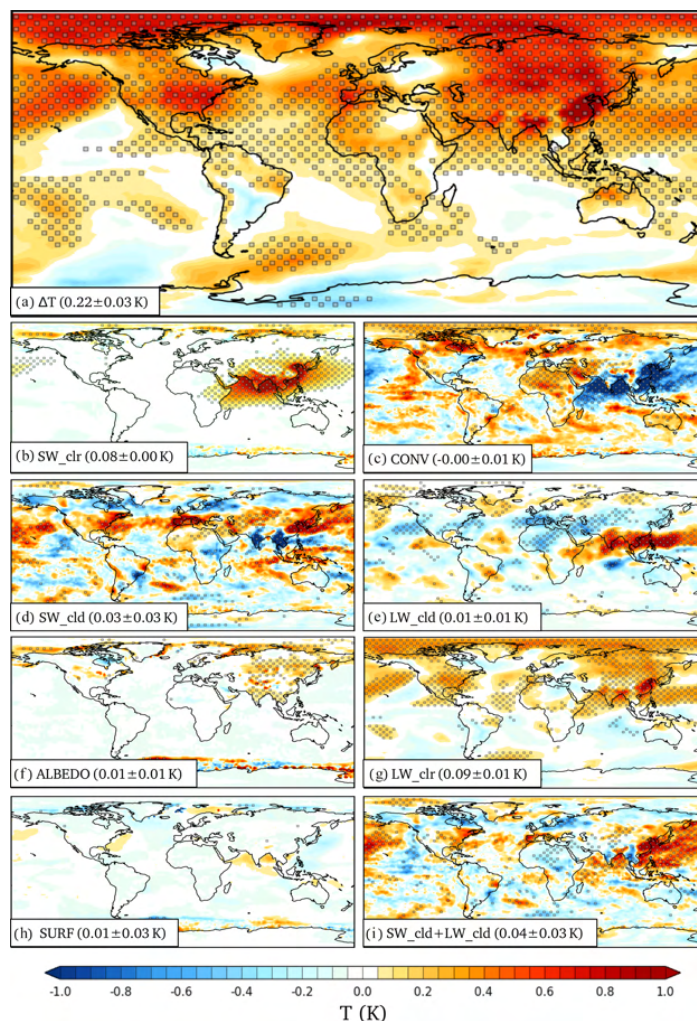 (a) ΔT (0.22±0.03 K)
(b) SW_clr (0.08±0.00 K)
(c) CONV (-0.00±0.01 K)
(d) SW_cld (0.03±0.03 K)
(e) LW_cld (0.01±0.01 K)
(f) ALBEDO (0.01±0.01 K)
(g) LW_clr (0.09±0.01 K)
(h) SURF (0.01±0.03 K)
(i) SW_cld+LW_cld (0.04±0.03 K)
-1.0 -0.8 -0.6 -0.4 -0.2 0.0 0.2 0.4 0.6 0.8 1.0
T (K)